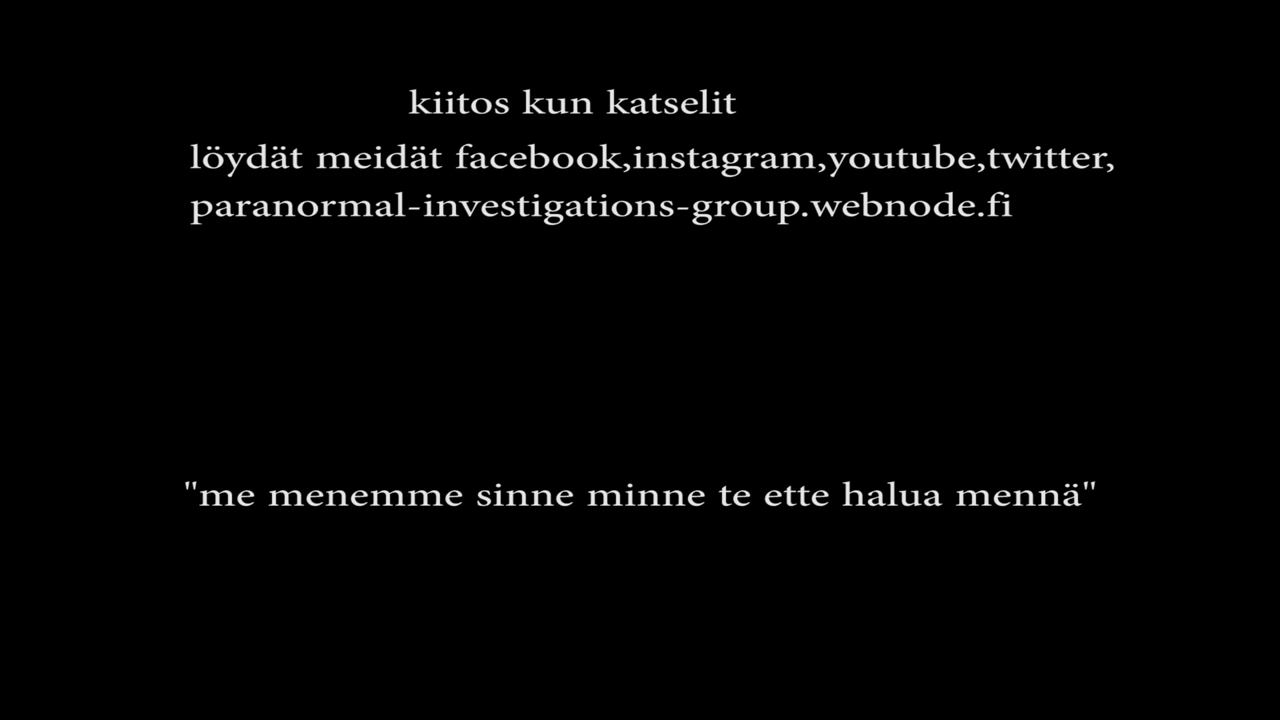 kiitos kun katselit
löydät meidät facebook,instagram,youtube,twitter,
paranormal-investigations-group.webnode.fi
"me menemme sinne minne te ette halua mennä"